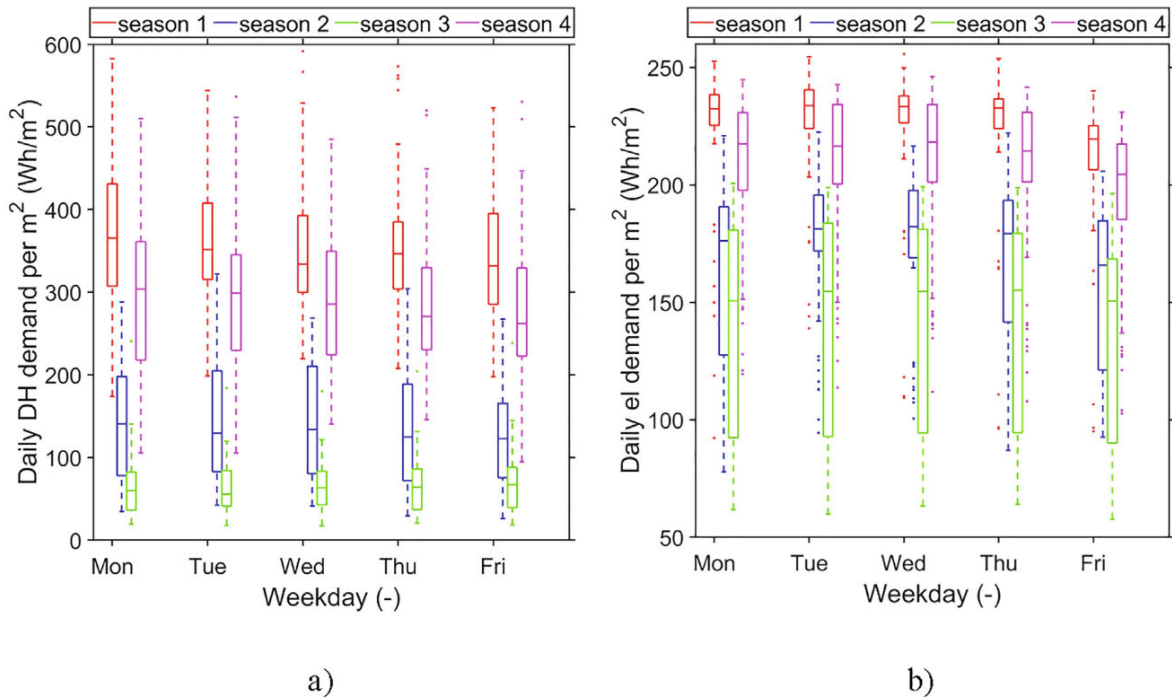 season 1 season 2 season 3 season 4
600
500
400
300
200
100
0
Daily DH demand per m² (Wh/m²)
Mon Tue Wed Thu Fri
Weekday (-)
a)
season 1 season 2 season 3 season 4
250
200
150
100
50
Daily el demand per m² (Wh/m²)
Mon Tue Wed Thu Fri
Weekday (-)
b)